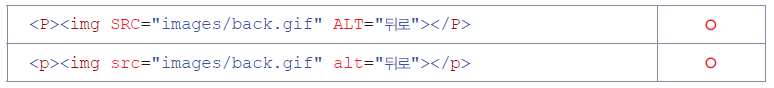 <P><img SRC="images/back.gif" ALT="뒤로"></P> ○
<p><img src="images/back.gif" alt="뒤로"></p> ○